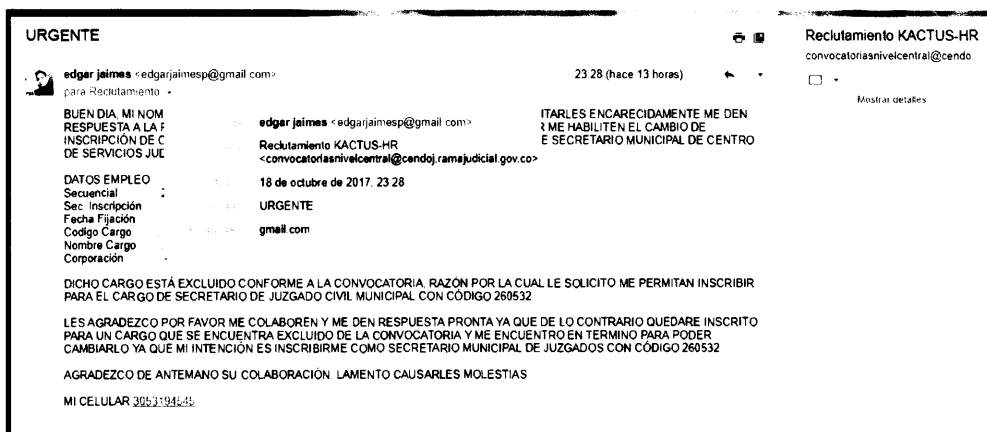 URGENTE
Reclutamiento KACTUS-HR
convocatoriasnivelcentral@cendo
Mostrar detalles
edgar jaimes <edgarjaimesp@gmail com>
23.28 (hace 13 horas)
para Reclutamiento
BUEN DIA, MI NOM
ITARLES ENCARECIDAMENTE ME DEN
RESPUESTA A LA
ME HABILITEN EL CAMBIO DE
INSCRIPCIÓN DE C
E SECRETARIO MUNICIPAL DE CENTRO
DE SERVICIOS JUD
edgar jaimes <edgarjaimesp@gmail com>
Reclutamiento KACTUS-HR
<convocatoriasnivelcentral@cendoj.ramajudicial.gov.co>
18 de octubre de 2017, 23 28
URGENTE
gmail.com
DATOS EMPLEO
Secuencial
Sec Inscripción
Fecha Fijación
Codigo Cargo
Nombre Cargo
Corporación
DICHO CARGO ESTÁ EXCLUIDO CONFORME A LA CONVOCATORIA, RAZÓN POR LA CUAL LE SOLICITO ME PERMITAN INSCRIBIR
PARA EL CARGO DE SECRETARIO DE JUZGADO CIVIL MUNICIPAL CON CÓDIGO 260532
LES AGRADEZCO POR FAVOR ME COLABOREN Y ME DEN RESPUESTA PRONTA YA QUE DE LO CONTRARIO QUEDARE INSCRITO
PARA UN CARGO QUE SE ENCUENTRA EXCLUIDO DE LA CONVOCATORIA Y ME ENCUENTRO EN TERMINO PARA PODER
CAMBIARLO YA QUE MI INTENCIÓN ES INSCRIBIRME COMO SECRETARIO MUNICIPAL DE JUZGADOS CON CÓDIGO 260532
AGRADEZCO DE ANTEMANO SU COLABORACIÓN. LAMENTO CAUSARLES MOLESTIAS
MI CELULAR 3053194545